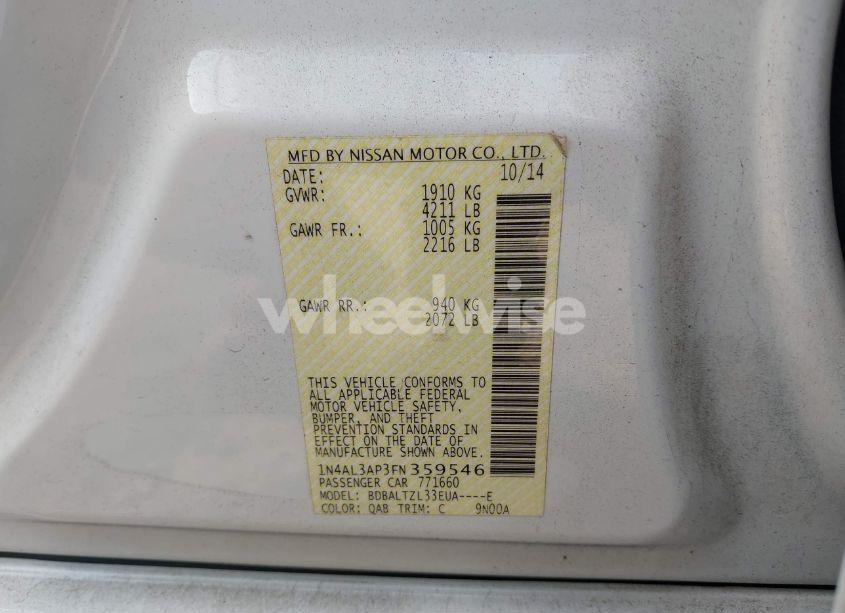 MFD BY NISSAN MOTOR CO., LTD.
DATE: 10/14
GVWR: 1910 KG
4211 LB
GAWR FR.: 1005 KG
2216 LB
GAWR RR.: 940 KG
2072 LB
wheelwise
THIS VEHICLE CONFORMS TO
ALL APPLICABLE FEDERAL
MOTOR VEHICLE SAFETY,
BUMPER, AND THEFT
PREVENTION STANDARDS IN
EFFECT ON THE DATE OF
MANUFACTURE SHOWN ABOVE.
1N4AL3AP3FN 359546
PASSENGER CAR 771660
MODEL: BDBALTZL33EUA----E
COLOR: QAB TRIM: C 9N00A